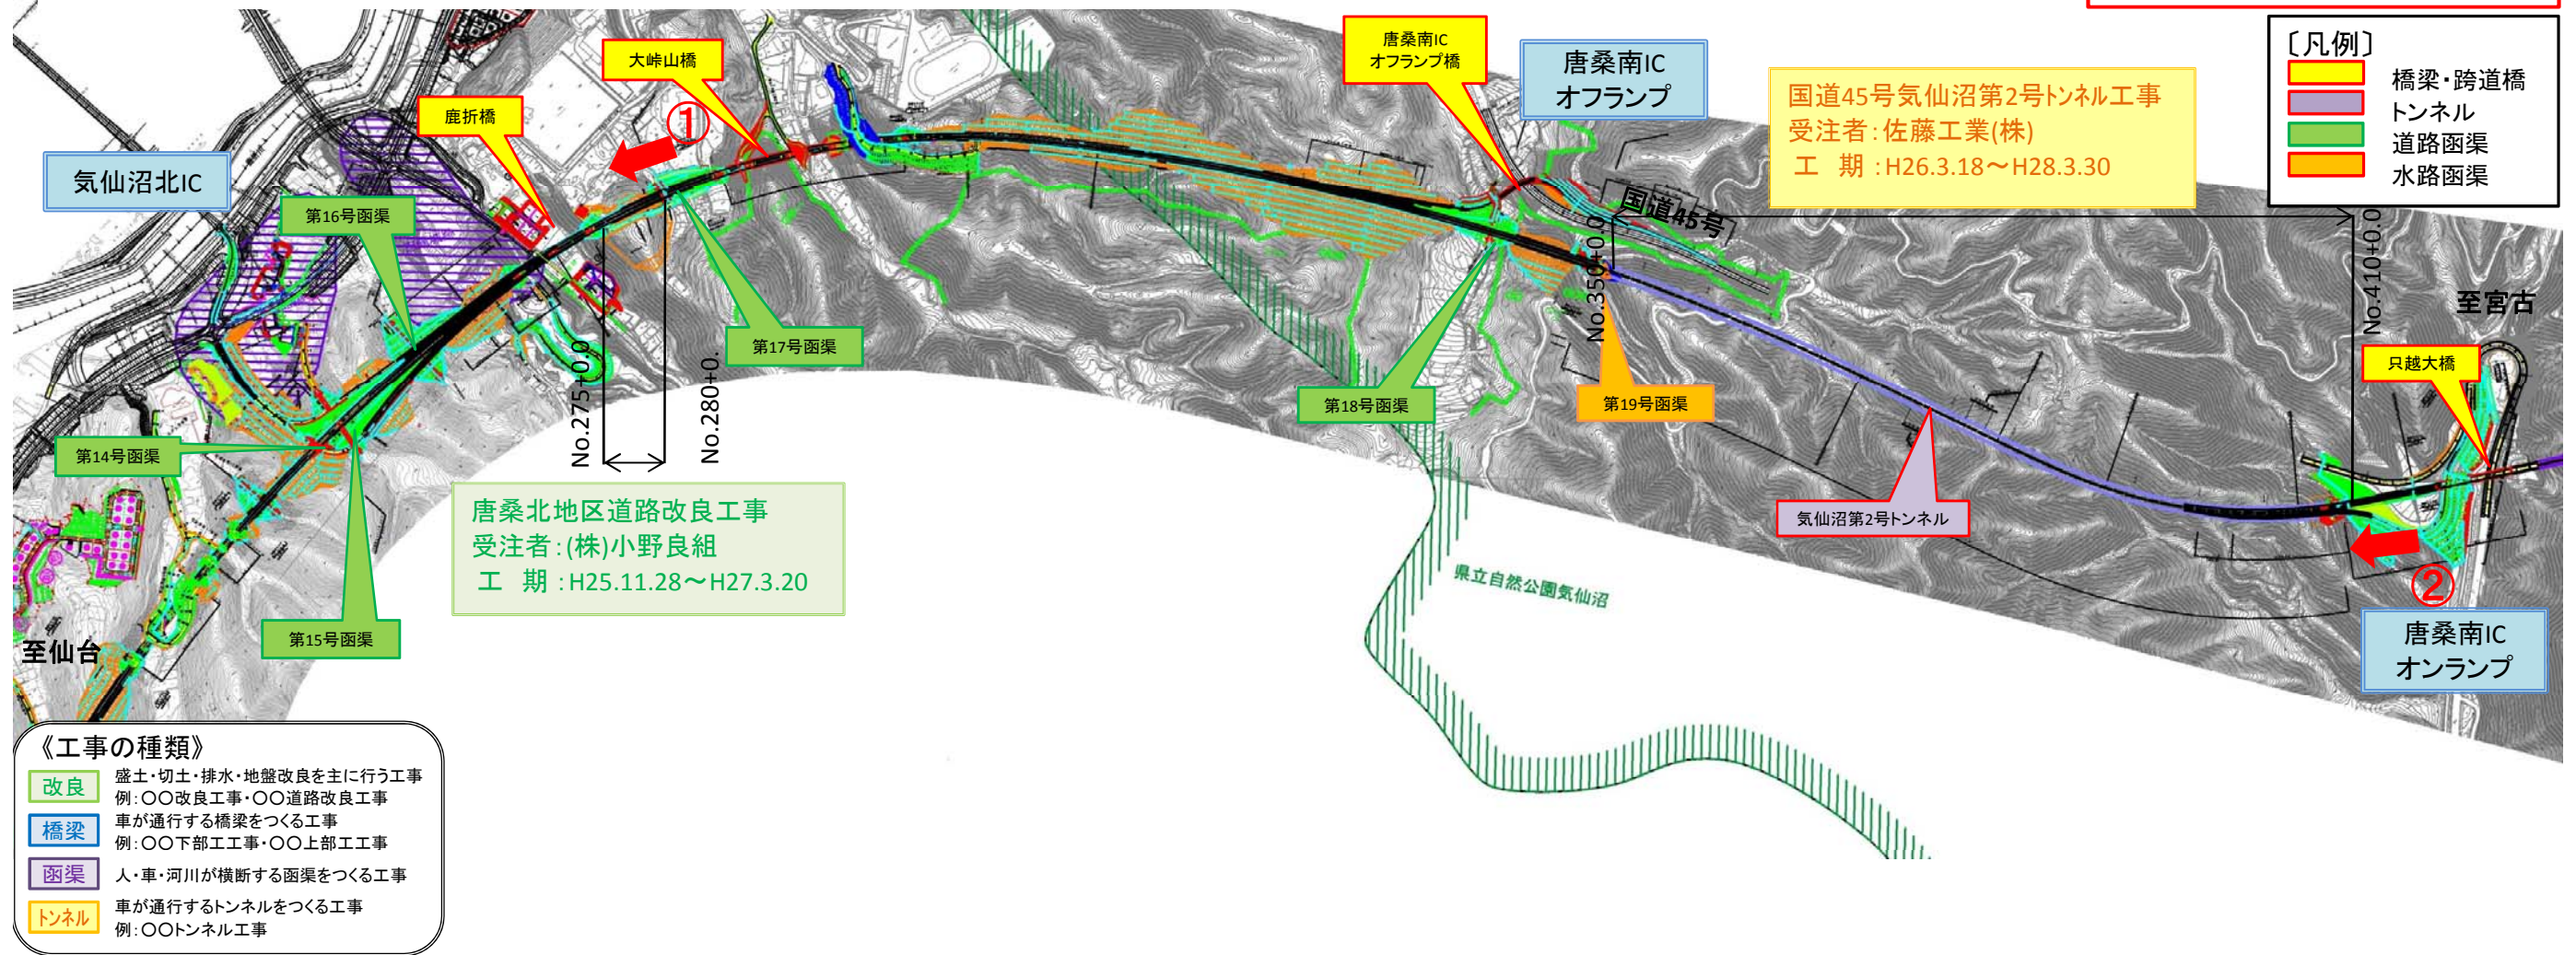 〔凡例〕
橋梁・跨道橋
トンネル
道路函渠
水路函渠
大峠山橋
唐桑南IC
オフランプ橋
唐桑南IC
オフランプ
国道45号気仙沼第2号トンネル工事
受注者:佐藤工業(株)
工 期:H26.3.18~H28.3.30
鹿折橋
①
気仙沼北IC
第16号函渠
国道45号
No.350+0.0
No.410+0.0
至宮古
第17号函渠
No.275+0.0
No.280+0.
只越大橋
第18号函渠
第19号函渠
第14号函渠
唐桑北地区道路改良工事
受注者:(株)小野良組
工 期:H25.11.28~H27.3.20
気仙沼第2号トンネル
県立自然公園気仙沼
②
唐桑南IC
オンランプ
第15号函渠
至仙台
《工事の種類》
改良
盛土・切土・排水・地盤改良を主に行う工事
例:〇〇改良工事・〇〇道路改良工事
橋梁
車が通行する橋梁をつくる工事
例:〇〇下部工工事・〇〇上部工工事
函渠
人・車・河川が横断する函渠をつくる工事
トンネル
車が通行するトンネルをつくる工事
例:〇〇トンネル工事